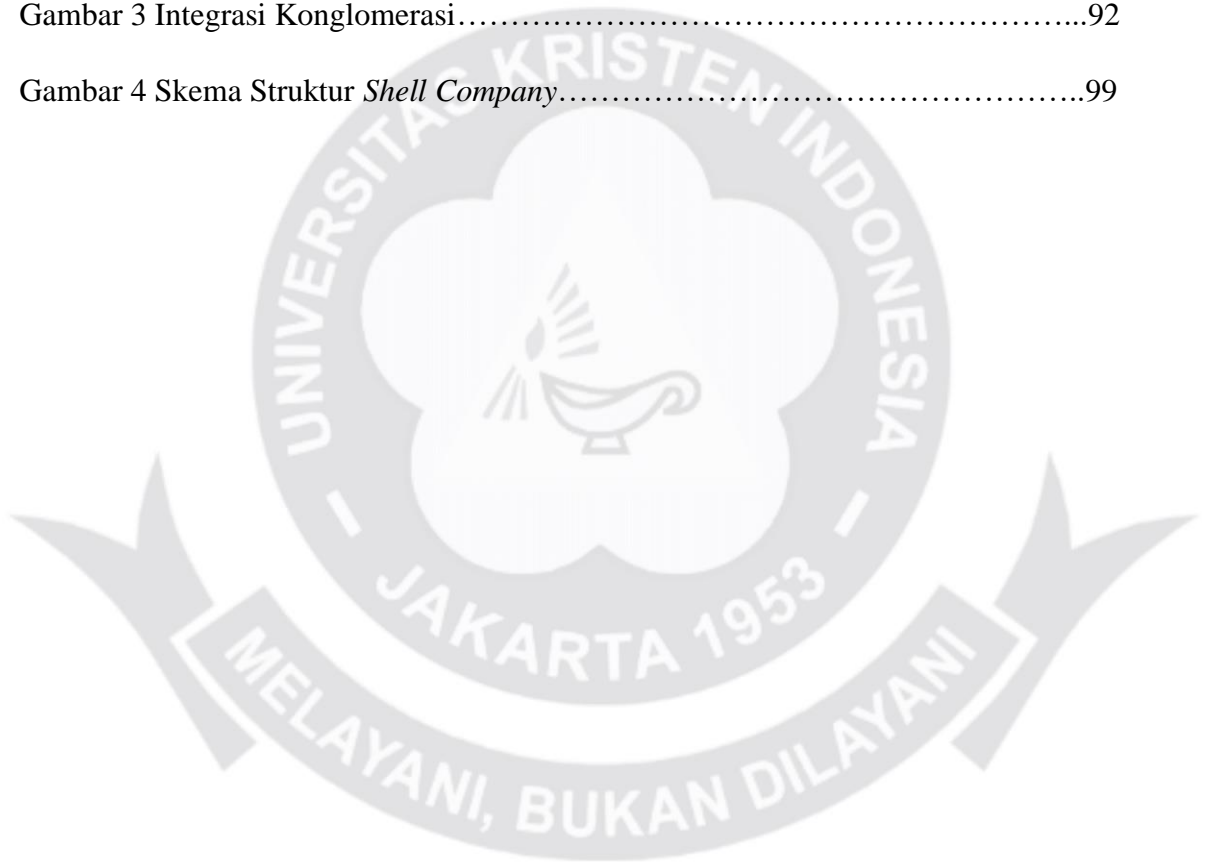 Gambar 3 Integrasi Konglomerasi…………………………………………………...92
Gambar 4 Skema Struktur Shell Company…………………………………………..99
UNIVERSITAS KRISTEN INDONESIA
- JAKARTA 1953 -
MELAYANI, BUKAN DILAYANI